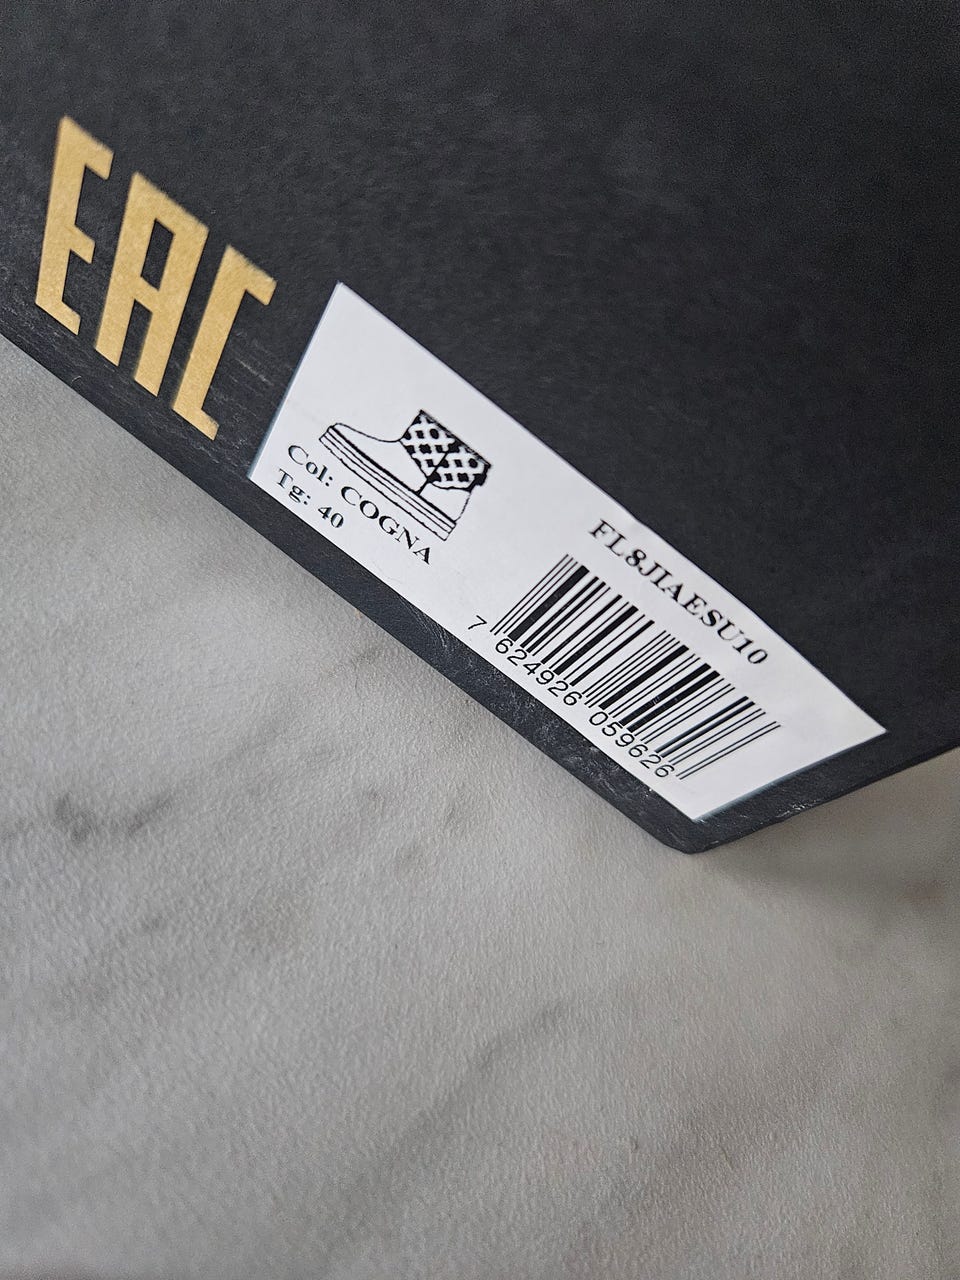 EAC
Col: COGNA
Tg: 40
FL8JIAESU10
7 624926 059626